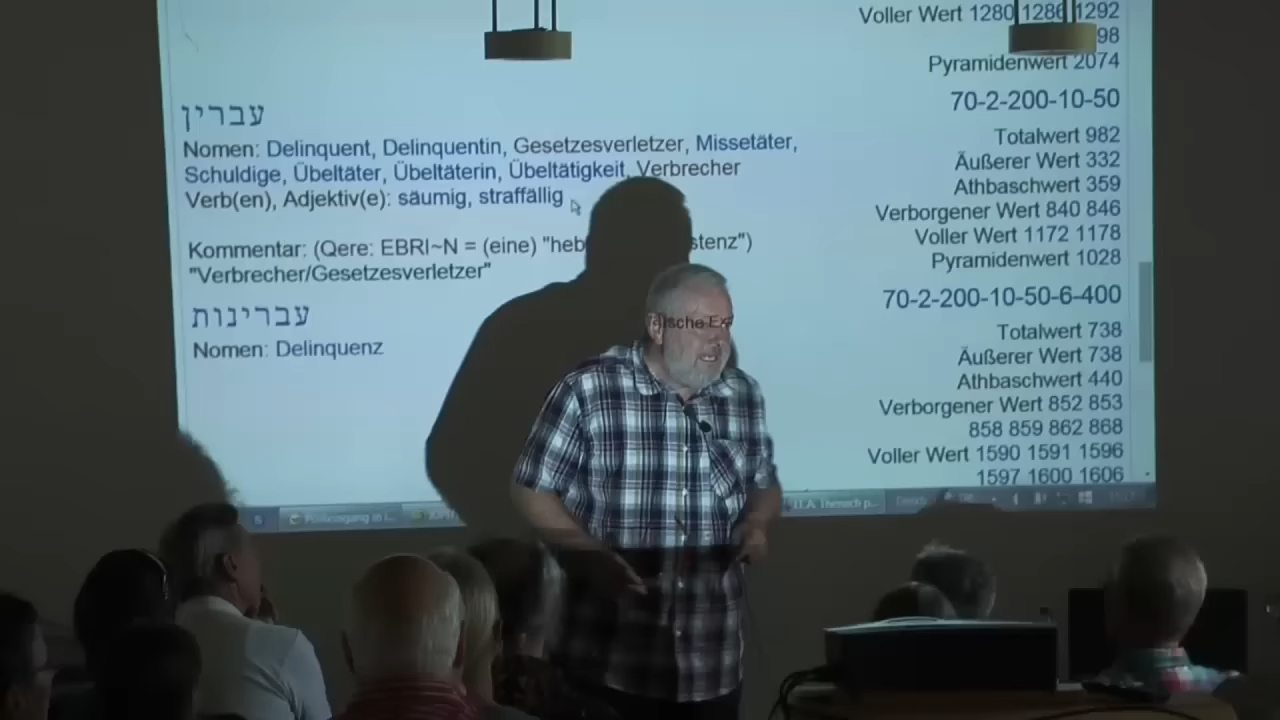 Voller Wert 1280 1286 1292
98
Pyramidenwert 2074
עברין
70-2-200-10-50
Nomen: Delinquent, Delinquentin, Gesetzesverletzer, Missetäter,
Schuldige, Übeltäter, Übeltäterin, Übeltätigkeit, Verbrecher
Verb(en), Adjektiv(e): säumig, straffällig
Totalwert 982
Äußerer Wert 332
Athbaschwert 359
Verborgener Wert 840 846
Voller Wert 1172 1178
Pyramidenwert 1028
Kommentar: (Qere: EBRI~N = (eine) "heb ische Ex stenz")
"Verbrecher/Gesetzesverletzer"
עברינות
70-2-200-10-50-6-400
Nomen: Delinquenz
Totalwert 738
Äußerer Wert 738
Athbaschwert 440
Verborgener Wert 852 853
858 859 862 868
Voller Wert 1590 1591 1596
1597 1600 1606